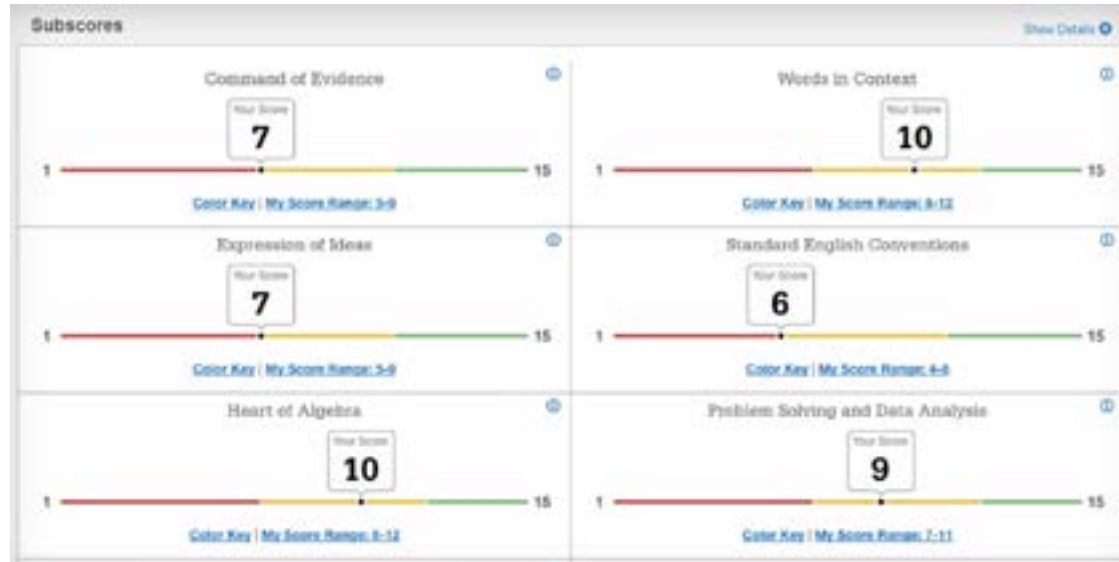 Subscores
Show Details
Command of Evidence
Your Score
7
1
15
Color Key | My Score Range: 5-9
Words in Context
Your Score
10
1
15
Color Key | My Score Range: 8-12
Expression of Ideas
Your Score
7
1
15
Color Key | My Score Range: 5-9
Standard English Conventions
Your Score
6
1
15
Color Key | My Score Range: 4-8
Heart of Algebra
Your Score
10
1
15
Color Key | My Score Range: 8-12
Problem Solving and Data Analysis
Your Score
9
1
15
Color Key | My Score Range: 7-11